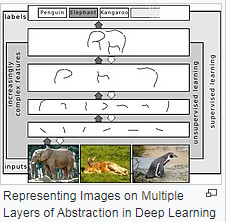 labels
Penguin
Elephant
Kangaroo
increasingly
complex features
unsupervised learning
supervised learning
inputs
Representing Images on Multiple
Layers of Abstraction in Deep Learning